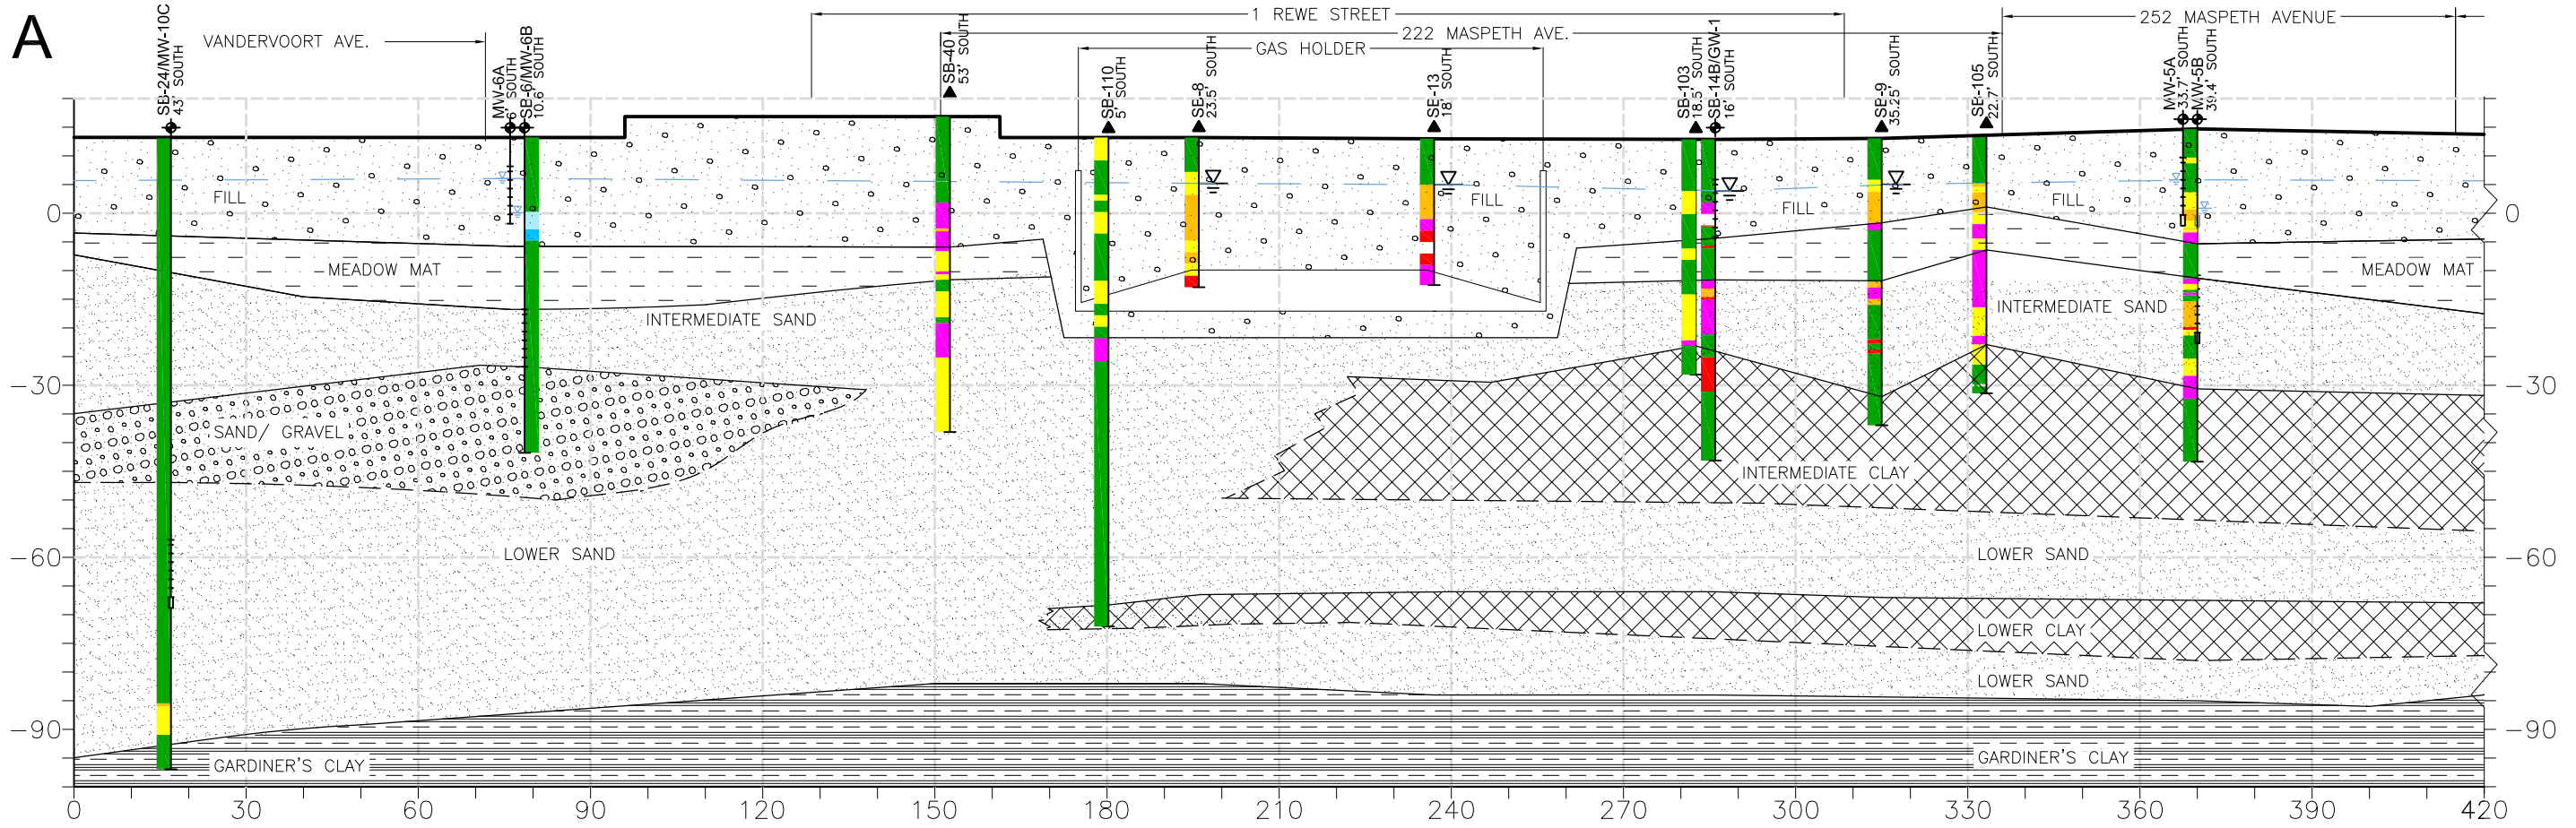 A
VANDERVOORT AVE.
1 REWE STREET
222 MASPETH AVE.
GAS HOLDER
252 MASPETH AVENUE
SB-24/MW-10C
43' SOUTH
MW-6A
6' SOUTH
SB-6/MW-6B
10.6' SOUTH
SB-40
53' SOUTH
SB-110
5' SOUTH
SB-8
23.5' SOUTH
SB-13
18' SOUTH
SB-103
18.5' SOUTH
SB-14B/GW-1
16' SOUTH
SB-9
35.25' SOUTH
SB-105
22.7' SOUTH
MW-5A
33.7' SOUTH
MW-5B
39.4' SOUTH
FILL
FILL
FILL
FILL
0
0
MEADOW MAT
MEADOW MAT
INTERMEDIATE SAND
INTERMEDIATE SAND
-30
-30
SAND/ GRAVEL
INTERMEDIATE CLAY
-60
LOWER SAND
LOWER SAND
-60
LOWER CLAY
LOWER SAND
-90
-90
GARDINER'S CLAY
GARDINER'S CLAY
0 30 60 90 120 150 180 210 240 270 300 330 360 390 420